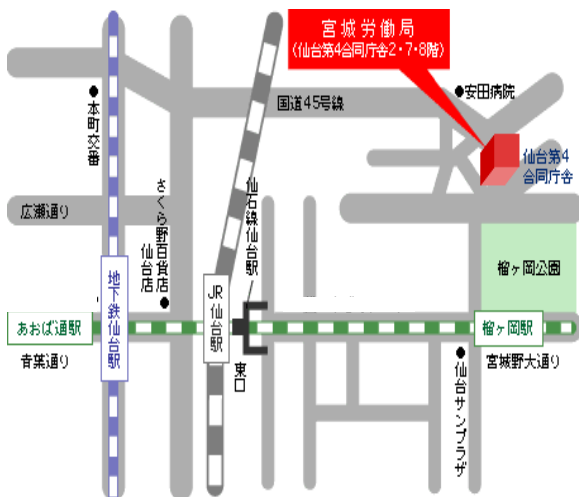 宮城労働局
〈仙台第4合同庁舎2・7・8階〉
安田病院
国道45号線
本町交番
仙台第4
合同庁舎
さくら野百貨店
仙台店
仙石線仙台駅
広瀬通り
榴ヶ岡公園
地下鉄仙台駅
JR仙台駅
あおば通駅
榴ヶ岡駅
青葉通り
東口
仙台サンプラザ
宮城野大通り